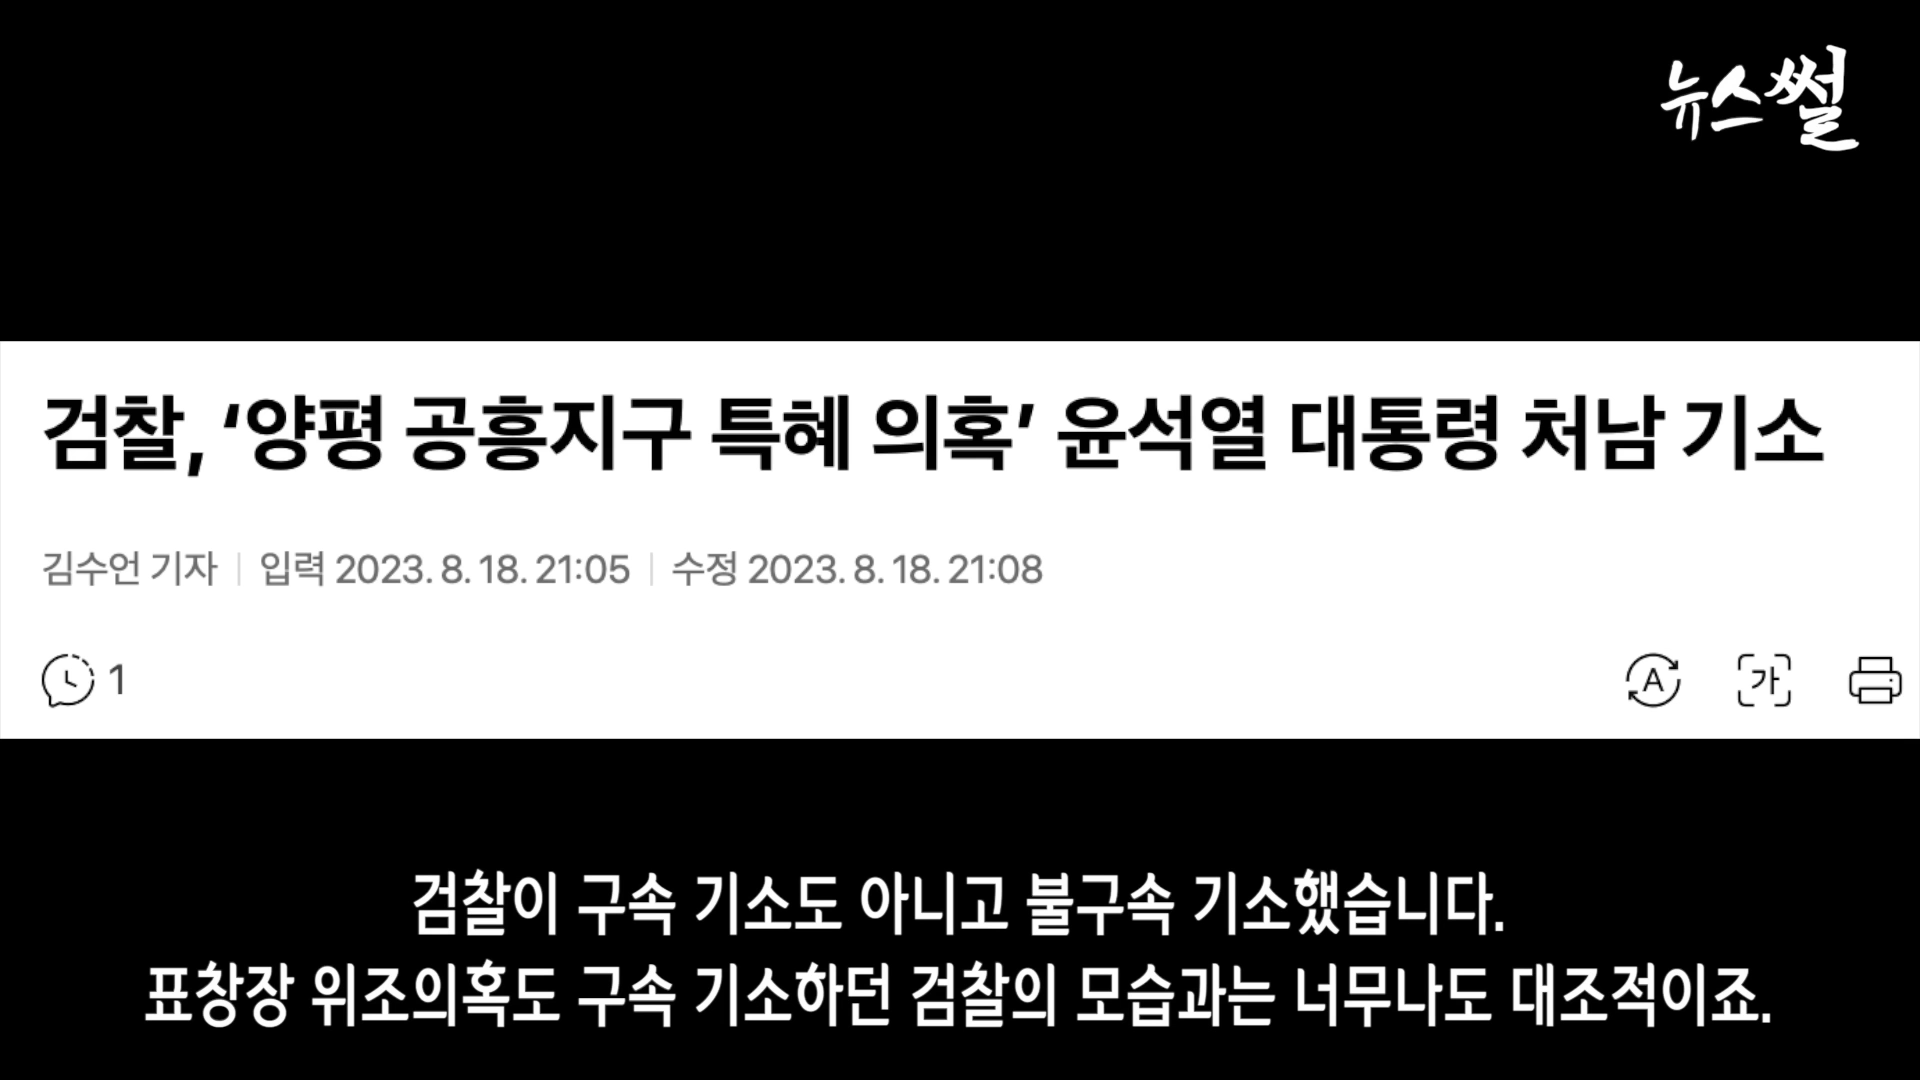 뉴스썰
검찰, ‘양평 공흥지구 특혜 의혹’ 윤석열 대통령 처남 기소
김수언 기자 | 입력 2023. 8. 18. 21:05 | 수정 2023. 8. 18. 21:08
1
A 가
검찰이 구속 기소도 아니고 불구속 기소했습니다.
표창장 위조의혹도 구속 기소하던 검찰의 모습과는 너무나도 대조적이죠.